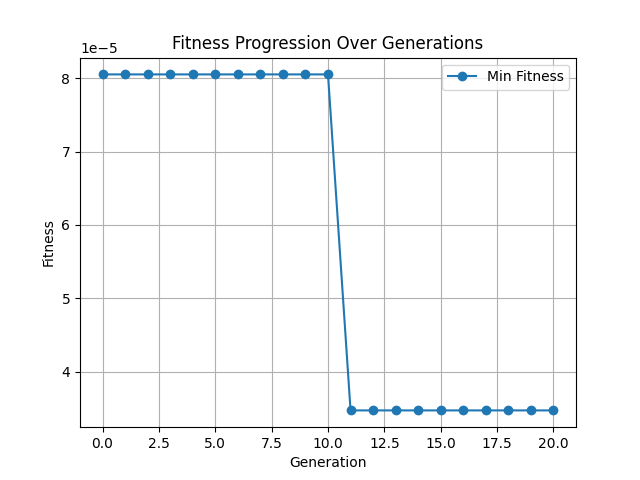 Fitness Progression Over Generations
1e−5
Min Fitness
8
7
6
5
4
Fitness
0.0 2.5 5.0 7.5 10.0 12.5 15.0 17.5 20.0
Generation